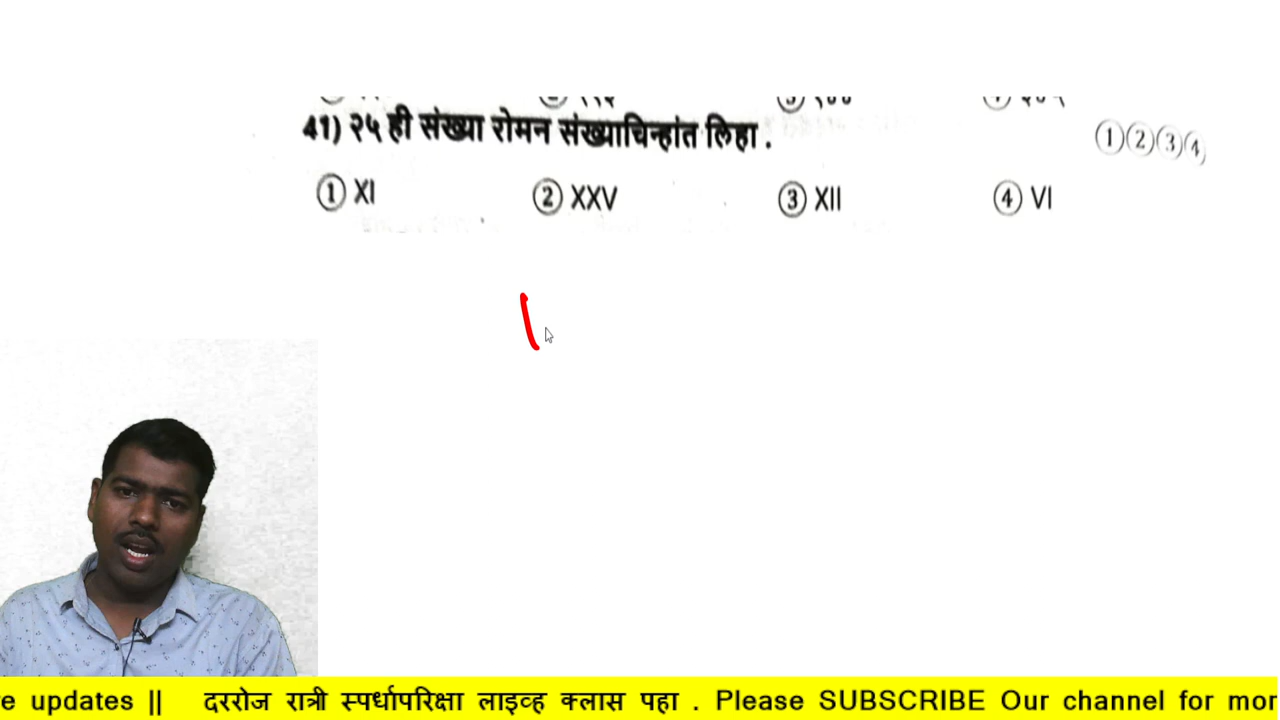 41) २५ ही संख्या रोमन संख्याचिन्हांत लिहा .
①②③④
① XI ② XXV ③ XII ④ VI
updates || दररोज रात्री स्पर्धापरिक्षा लाइव्ह क्लास पहा . Please SUBSCRIBE Our channel for